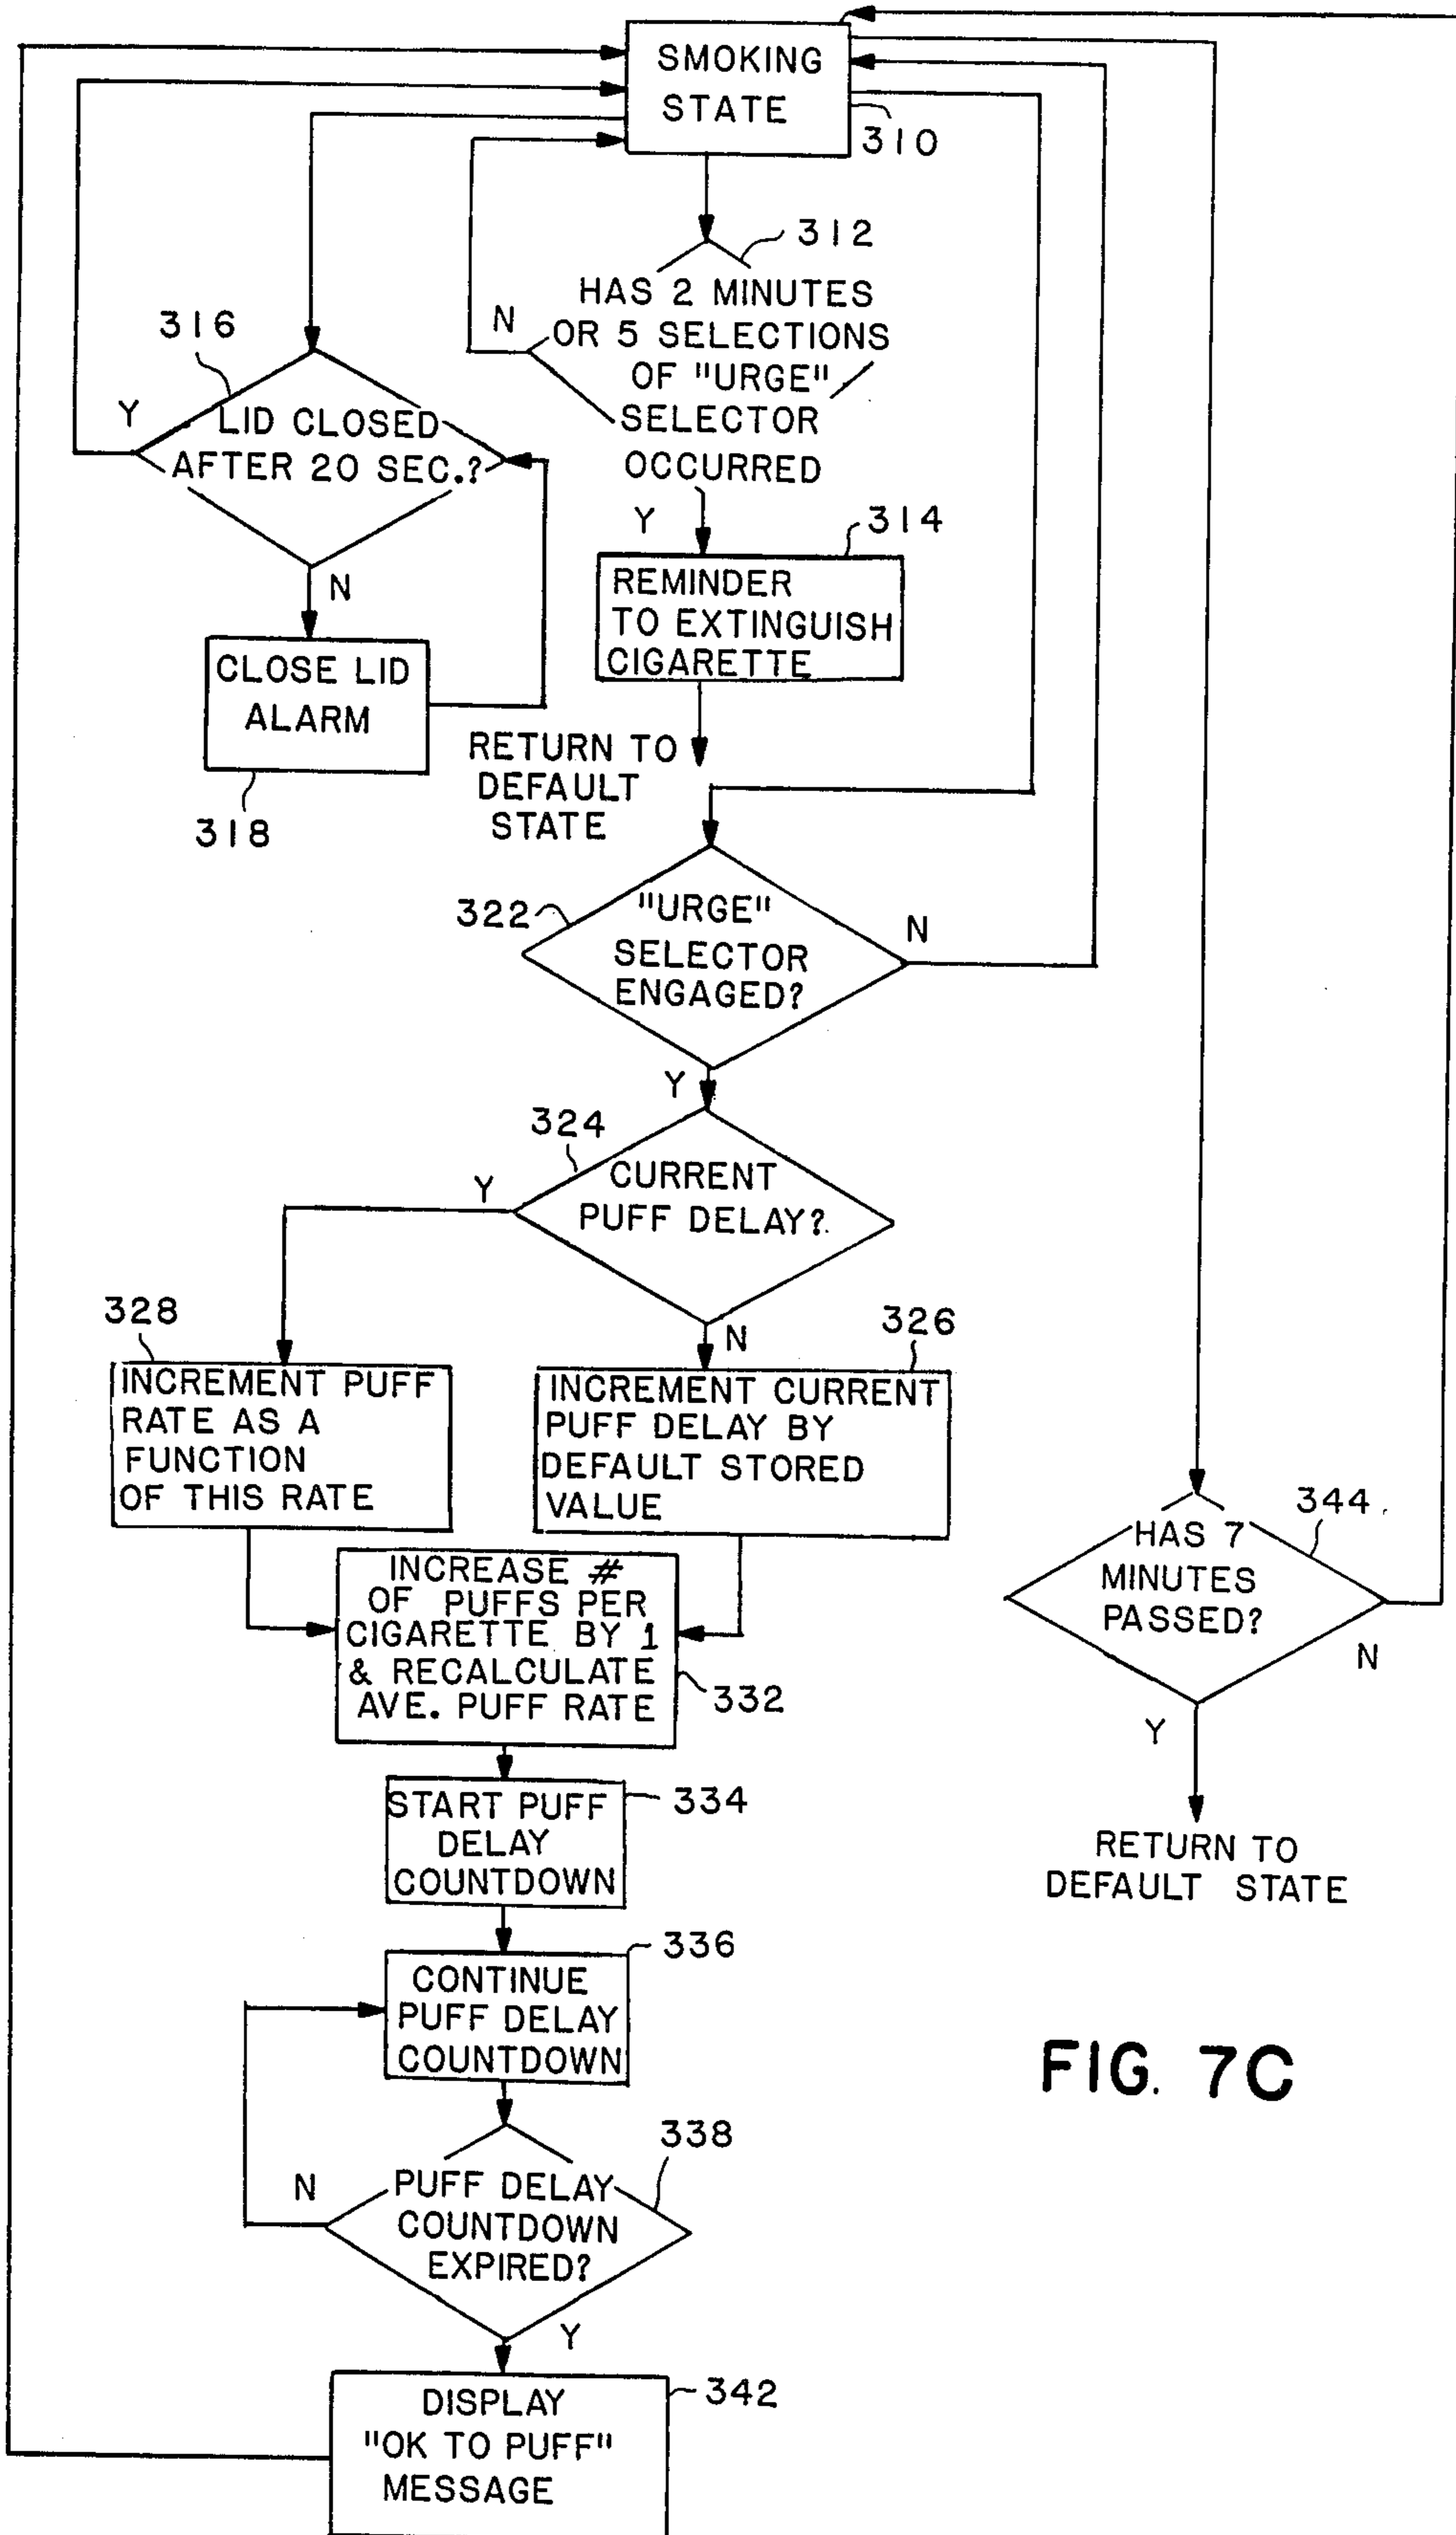 SMOKING
STATE
310
312
HAS 2 MINUTES
OR 5 SELECTIONS
OF "URGE"
SELECTOR
OCCURRED
N
Y
316
LID CLOSED
AFTER 20 SEC.?
Y
N
CLOSE LID
ALARM
318
314
REMINDER
TO EXTINGUISH
CIGARETTE
RETURN TO
DEFAULT
STATE
322
"URGE"
SELECTOR
ENGAGED?
N
Y
324
CURRENT
PUFF DELAY?
Y
N
328
INCREMENT PUFF
RATE AS A
FUNCTION
OF THIS RATE
326
INCREMENT CURRENT
PUFF DELAY BY
DEFAULT STORED
VALUE
INCREASE #
OF PUFFS PER
CIGARETTE BY 1
& RECALCULATE
AVE. PUFF RATE
332
START PUFF
DELAY
COUNTDOWN
334
336
CONTINUE
PUFF DELAY
COUNTDOWN
338
PUFF DELAY
COUNTDOWN
EXPIRED?
N
Y
DISPLAY
"OK TO PUFF"
MESSAGE
342
344
HAS 7
MINUTES
PASSED?
N
Y
RETURN TO
DEFAULT STATE
FIG. 7C